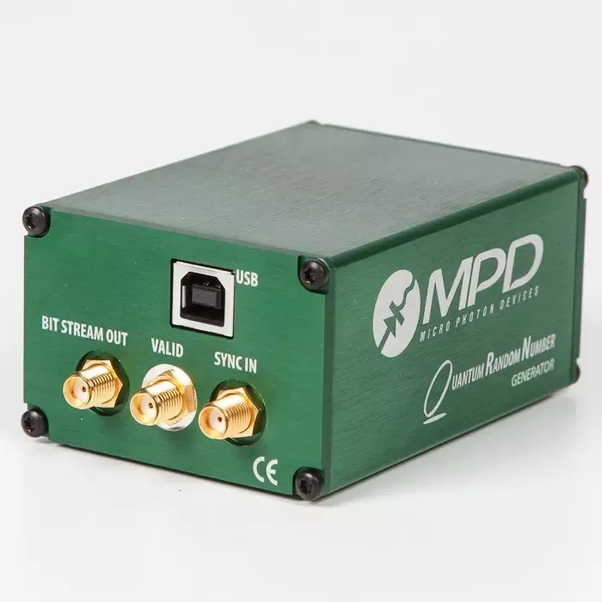 USB
BIT STREAM OUT
VALID
SYNC IN
CE
MPD
MICRO PHOTON DEVICES
QUANTUM RANDOM NUMBER
GENERATOR